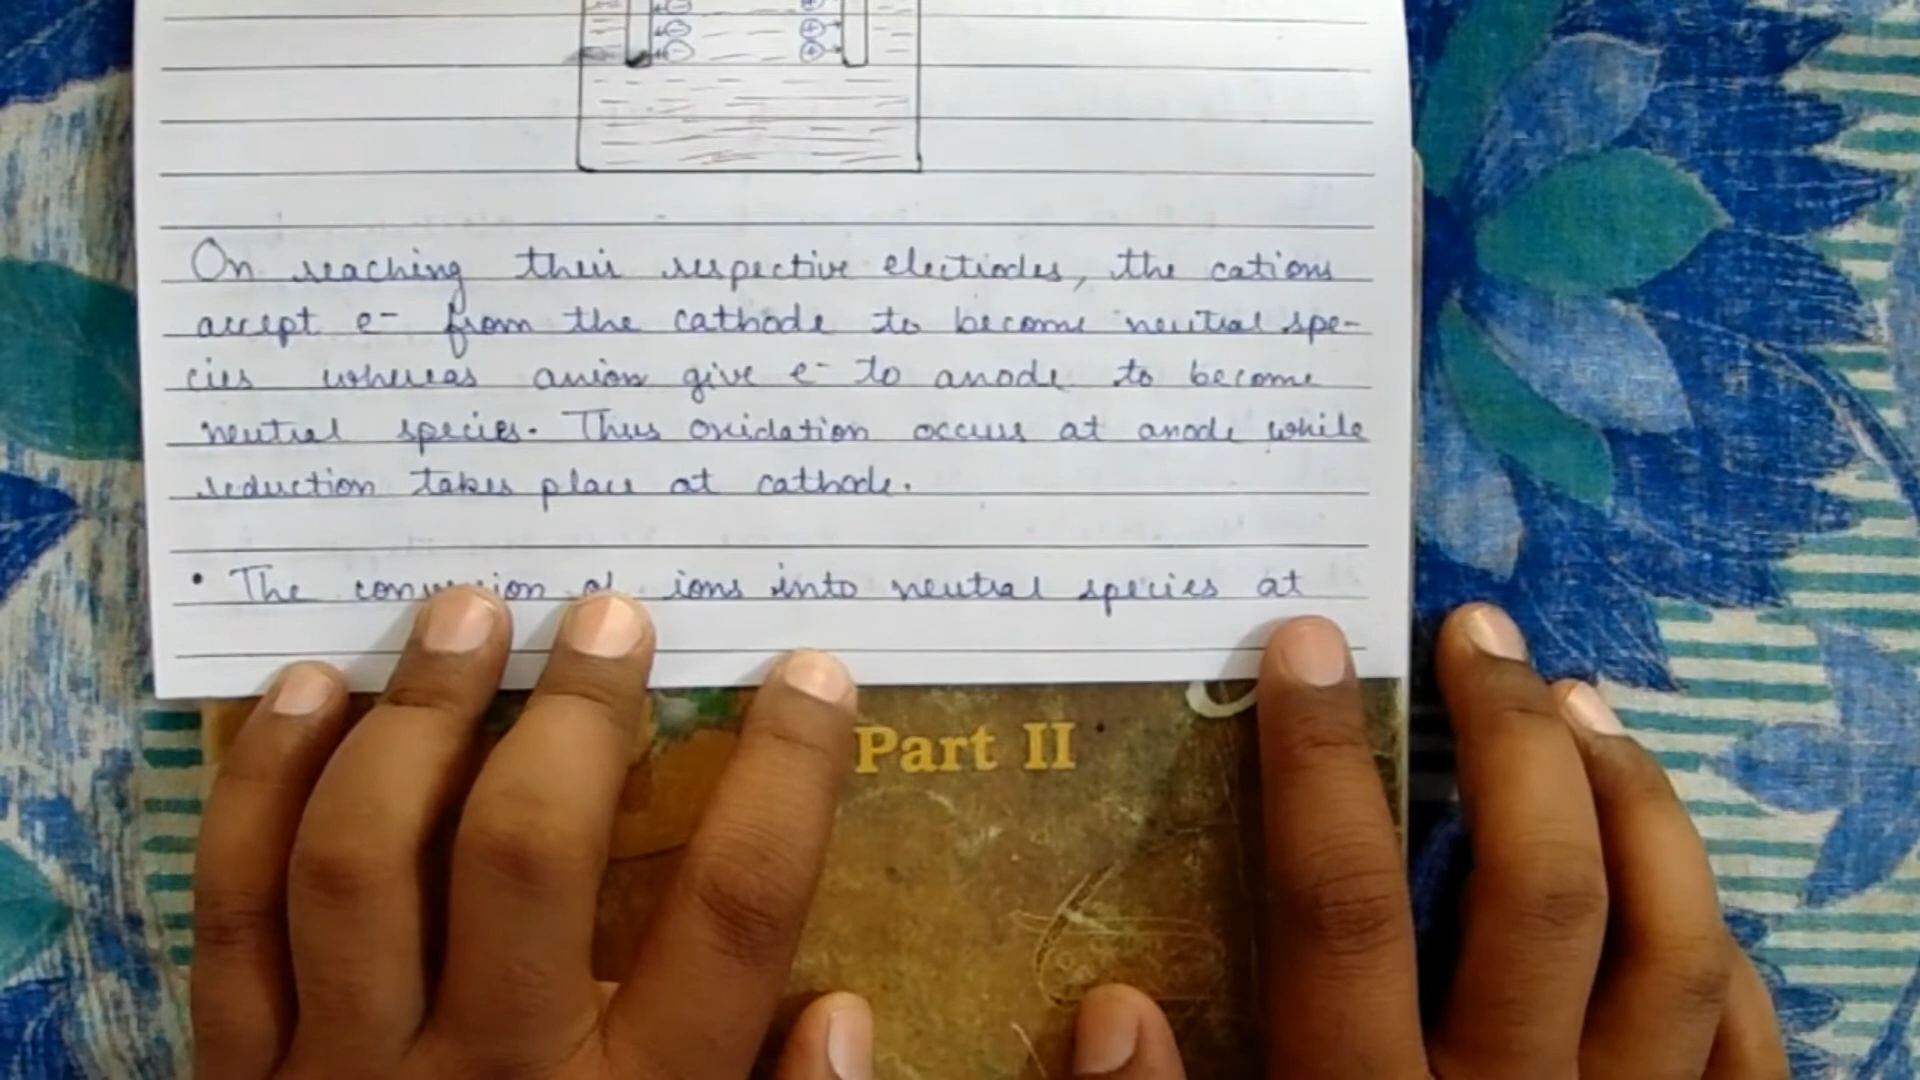 On reaching their respective electrodes, the cations
accept e- from the cathode to become neutral spe-
cies whereas anion give e- to anode to become
neutral species. Thus oxidation occurs at anode while
reduction takes place at cathode.
• The conversion of ions into neutral species at
Part II